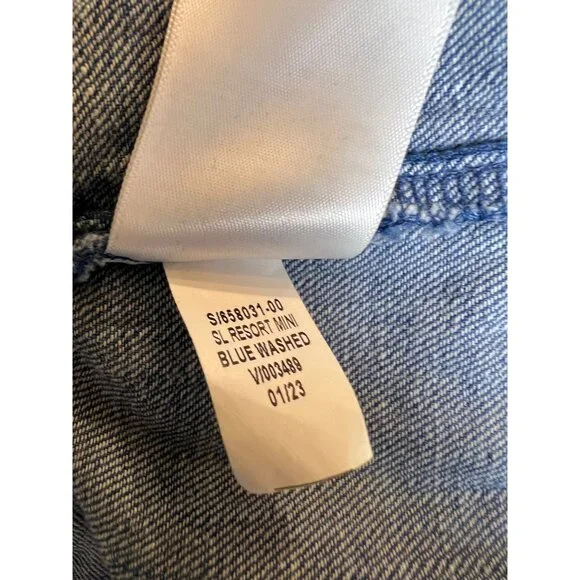 S/658031-00
SL RESORT MINI
BLUE WASHED
V/003489
01/23